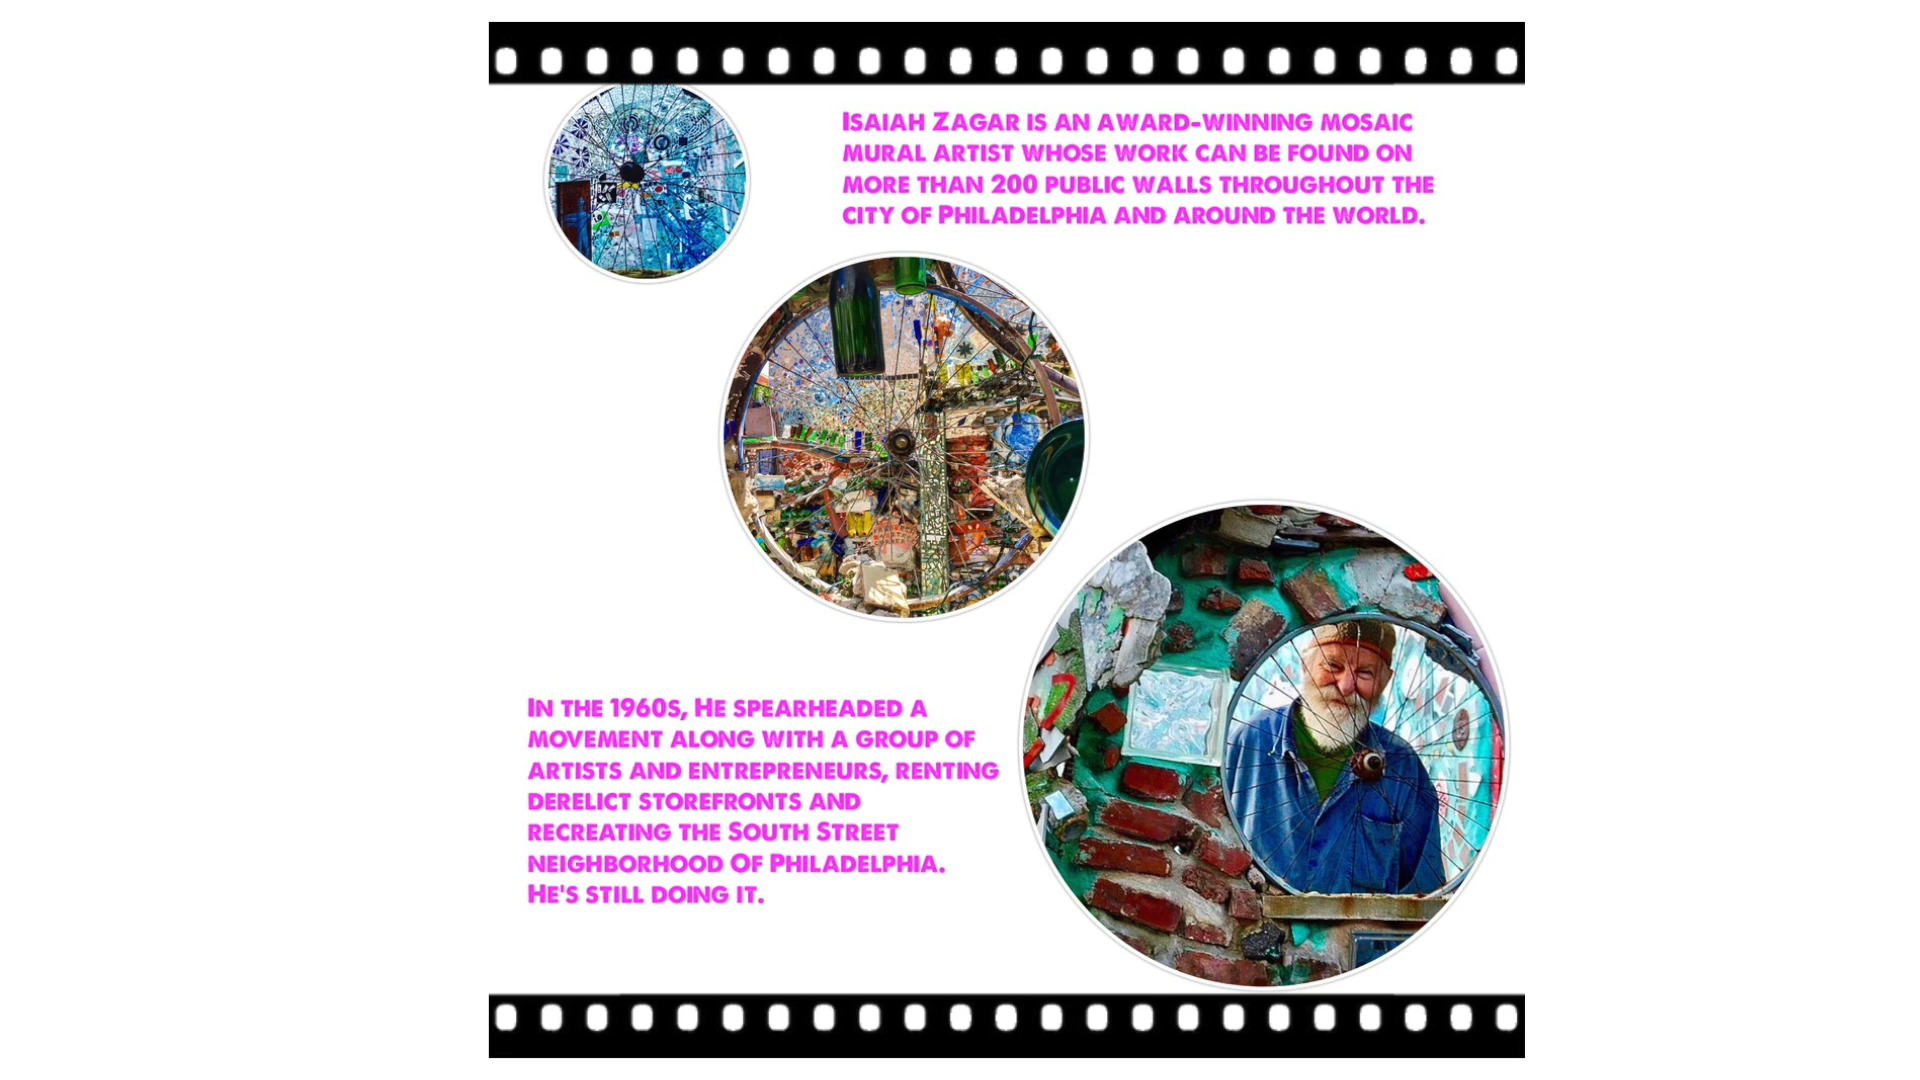 Isaiah Zagar is an award-winning mosaic
mural artist whose work can be found on
more than 200 public walls throughout the
city of Philadelphia and around the world.
In the 1960s, He spearheaded a
movement along with a group of
artists and entrepreneurs, renting
derelict storefronts and
recreating the South Street
neighborhood Of Philadelphia.
He's still doing it.